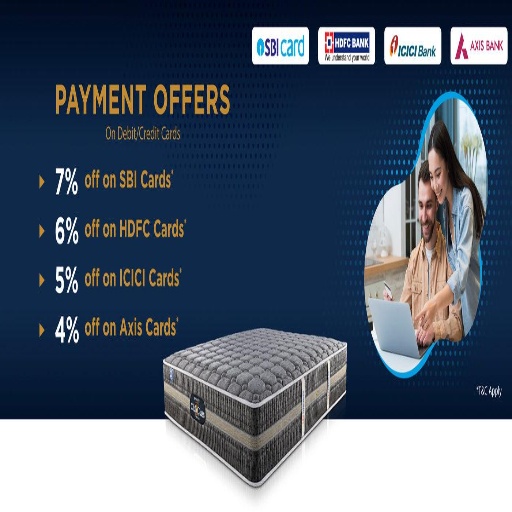 SBI card
HDFC BANK
We understand your world
ICICI Bank
AXIS BANK
PAYMENT OFFERS
On Debit/Credit Cards
7% off on SBI Cards*
6% off on HDFC Cards*
5% off on ICICI Cards*
4% off on Axis Cards*
*T&C Apply